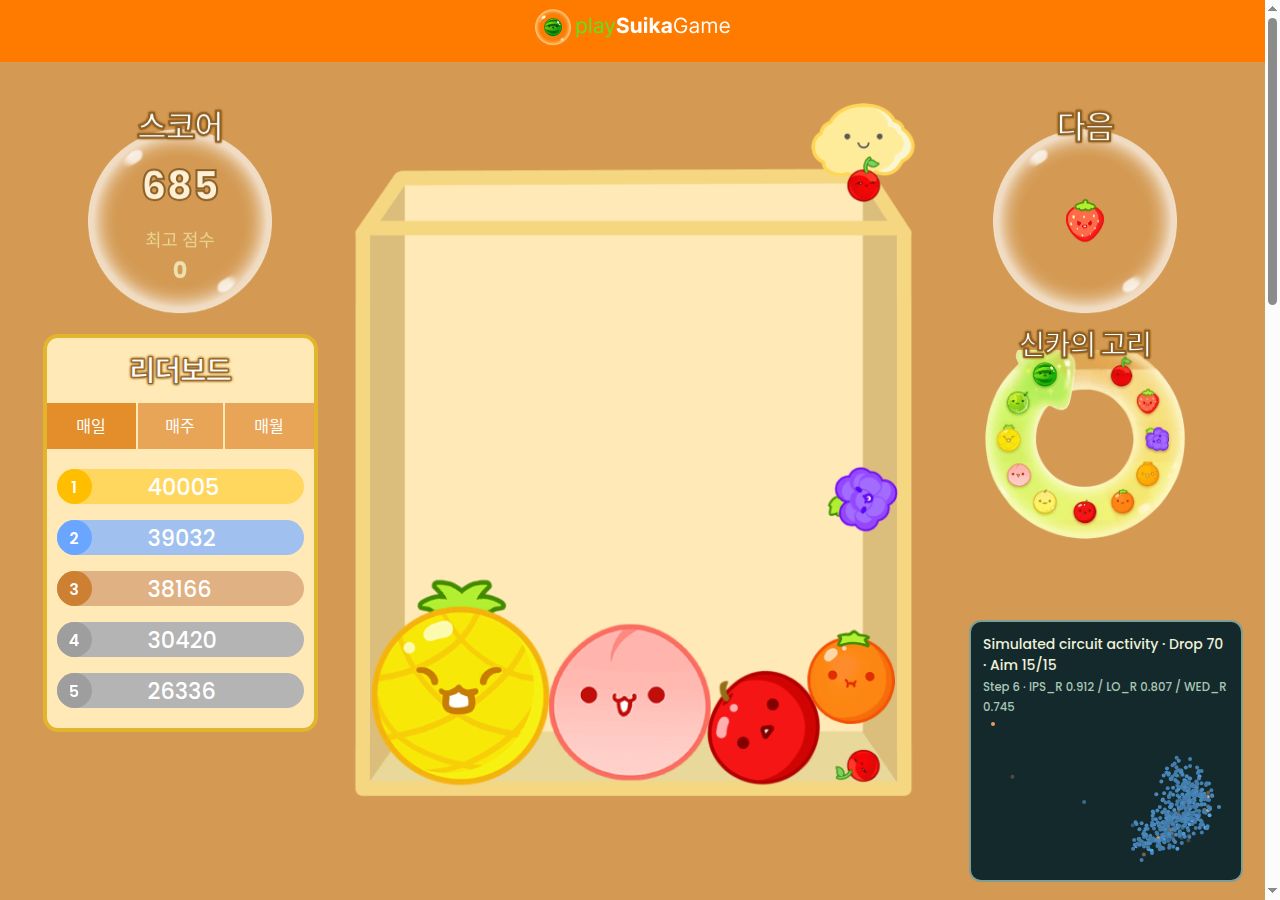 playSuikaGame
스코어
685
최고 점수
0
리더보드
매일 매주 매월
1 40005
2 39032
3 38166
4 30420
5 26336
다음
신카의 고리
Simulated circuit activity · Drop 70
· Aim 15/15
Step 6 · IPS_R 0.912 / LO_R 0.807 / WED_R
0.745